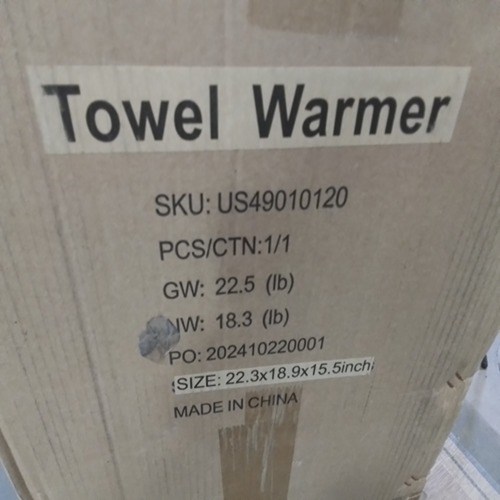 Towel Warmer
SKU: US49010120
PCS/CTN:1/1
GW: 22.5 (lb)
NW: 18.3 (lb)
PO: 202410220001
SIZE: 22.3x18.9x15.5inch
MADE IN CHINA